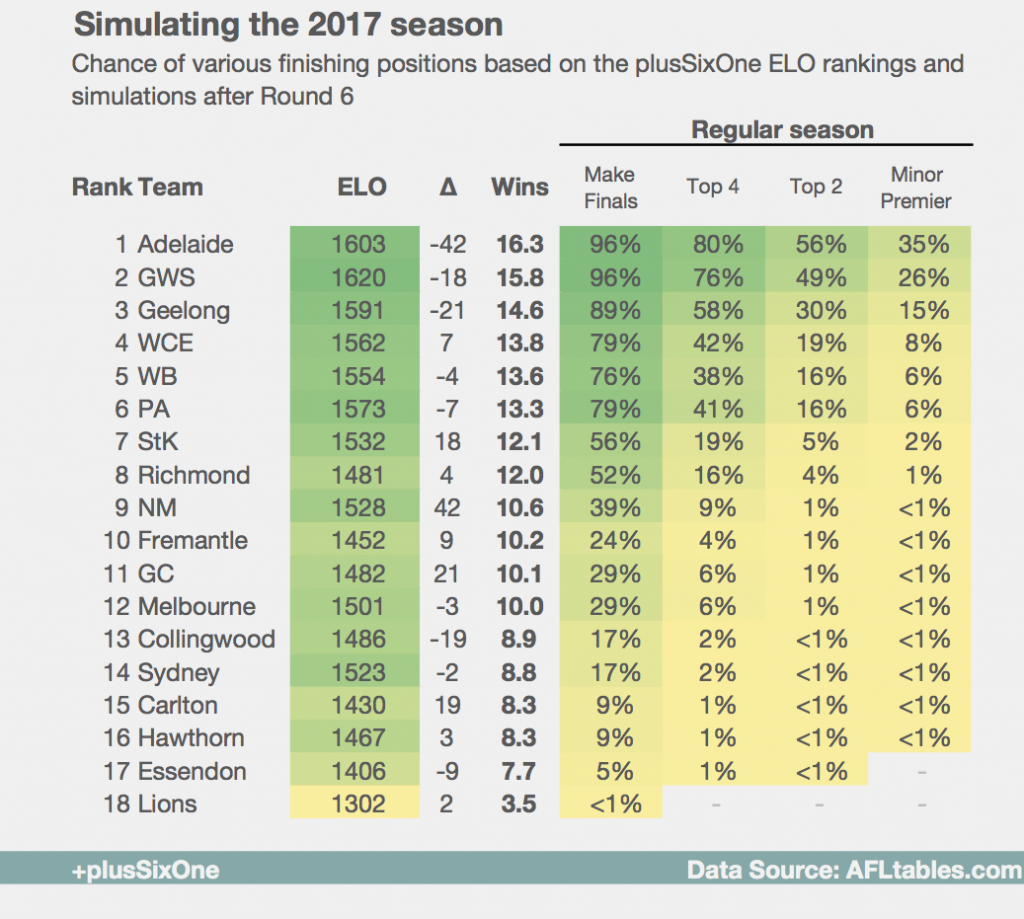 Simulating the 2017 season
Chance of various finishing positions based on the plusSixOne ELO rankings and
simulations after Round 6
Regular season
Rank Team ELO Δ Wins Make Finals Top 4 Top 2 Minor Premier
1 Adelaide 1603 -42 16.3 96% 80% 56% 35%
2 GWS 1620 -18 15.8 96% 76% 49% 26%
3 Geelong 1591 -21 14.6 89% 58% 30% 15%
4 WCE 1562 7 13.8 79% 42% 19% 8%
5 WB 1554 -4 13.6 76% 38% 16% 6%
6 PA 1573 -7 13.3 79% 41% 16% 6%
7 StK 1532 18 12.1 56% 19% 5% 2%
8 Richmond 1481 4 12.0 52% 16% 4% 1%
9 NM 1528 42 10.6 39% 9% 1% <1%
10 Fremantle 1452 9 10.2 24% 4% 1% <1%
11 GC 1482 21 10.1 29% 6% 1% <1%
12 Melbourne 1501 -3 10.0 29% 6% 1% <1%
13 Collingwood 1486 -19 8.9 17% 2% <1% <1%
14 Sydney 1523 -2 8.8 17% 2% <1% <1%
15 Carlton 1430 19 8.3 9% 1% <1% <1%
16 Hawthorn 1467 3 8.3 9% 1% <1% <1%
17 Essendon 1406 -9 7.7 5% 1% <1% -
18 Lions 1302 2 3.5 <1% - - -
+plusSixOne Data Source: AFLtables.com